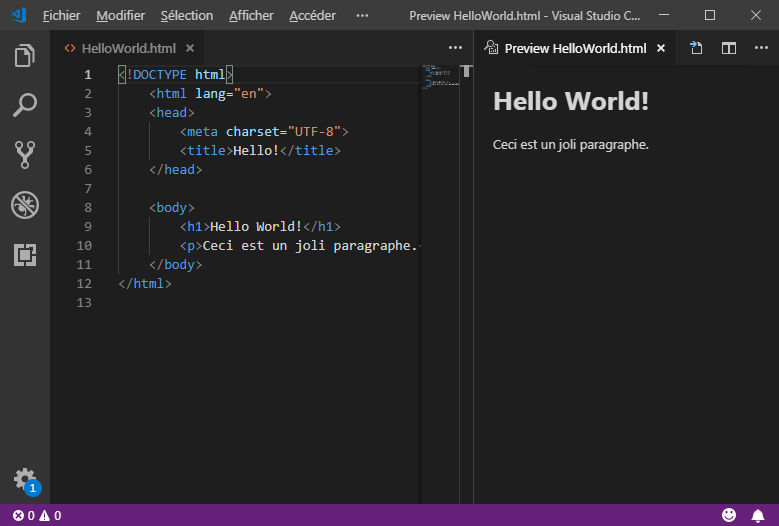 Fichier Modifier Sélection Afficher Accéder ··· Preview HelloWorld.html - Visual Studio C...
HelloWorld.html
Preview HelloWorld.html
1 <!DOCTYPE html>
2 <html lang="en">
3 <head>
4 <meta charset="UTF-8">
5 <title>Hello!</title>
6 </head>
7
8 <body>
9 <h1>Hello World!</h1>
10 <p>Ceci est un joli paragraphe.
11 </body>
12 </html>
13
Hello World!
Ceci est un joli paragraphe.
1
0 0